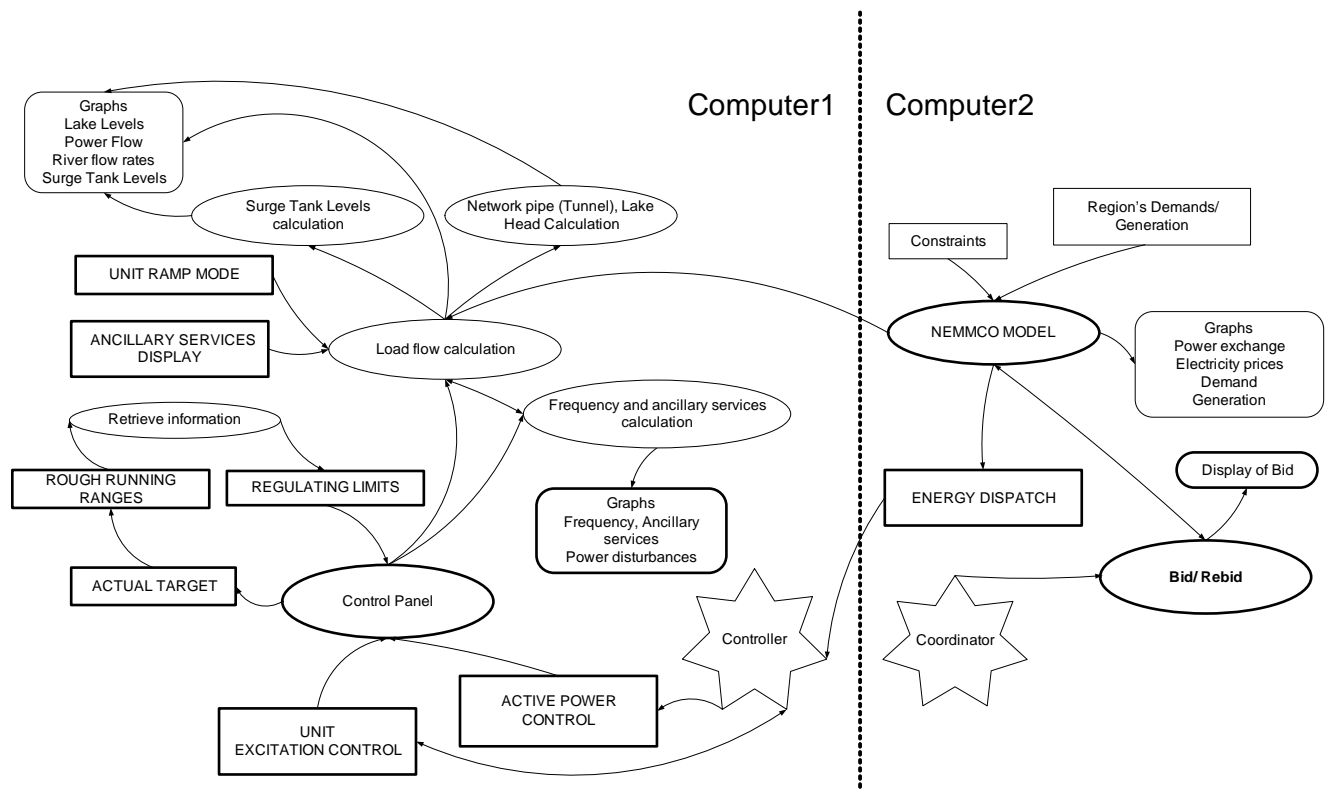 Computer1
Computer2
Graphs
Lake Levels
Power Flow
River flow rates
Surge Tank Levels
Surge Tank Levels
calculation
Network pipe (Tunnel), Lake
Head Calculation
UNIT RAMP MODE
ANCILLARY SERVICES
DISPLAY
Load flow calculation
Retrieve information
Frequency and ancillary services
calculation
ROUGH RUNNING
RANGES
REGULATING LIMITS
Graphs
Frequency, Ancillary
services
Power disturbances
ACTUAL TARGET
Control Panel
Controller
ACTIVE POWER
CONTROL
UNIT
EXCITATION CONTROL
Region's Demands/
Generation
Constraints
NEMMCO MODEL
Graphs
Power exchange
Electricity prices
Demand
Generation
Display of Bid
ENERGY DISPATCH
Bid/ Rebid
Coordinator